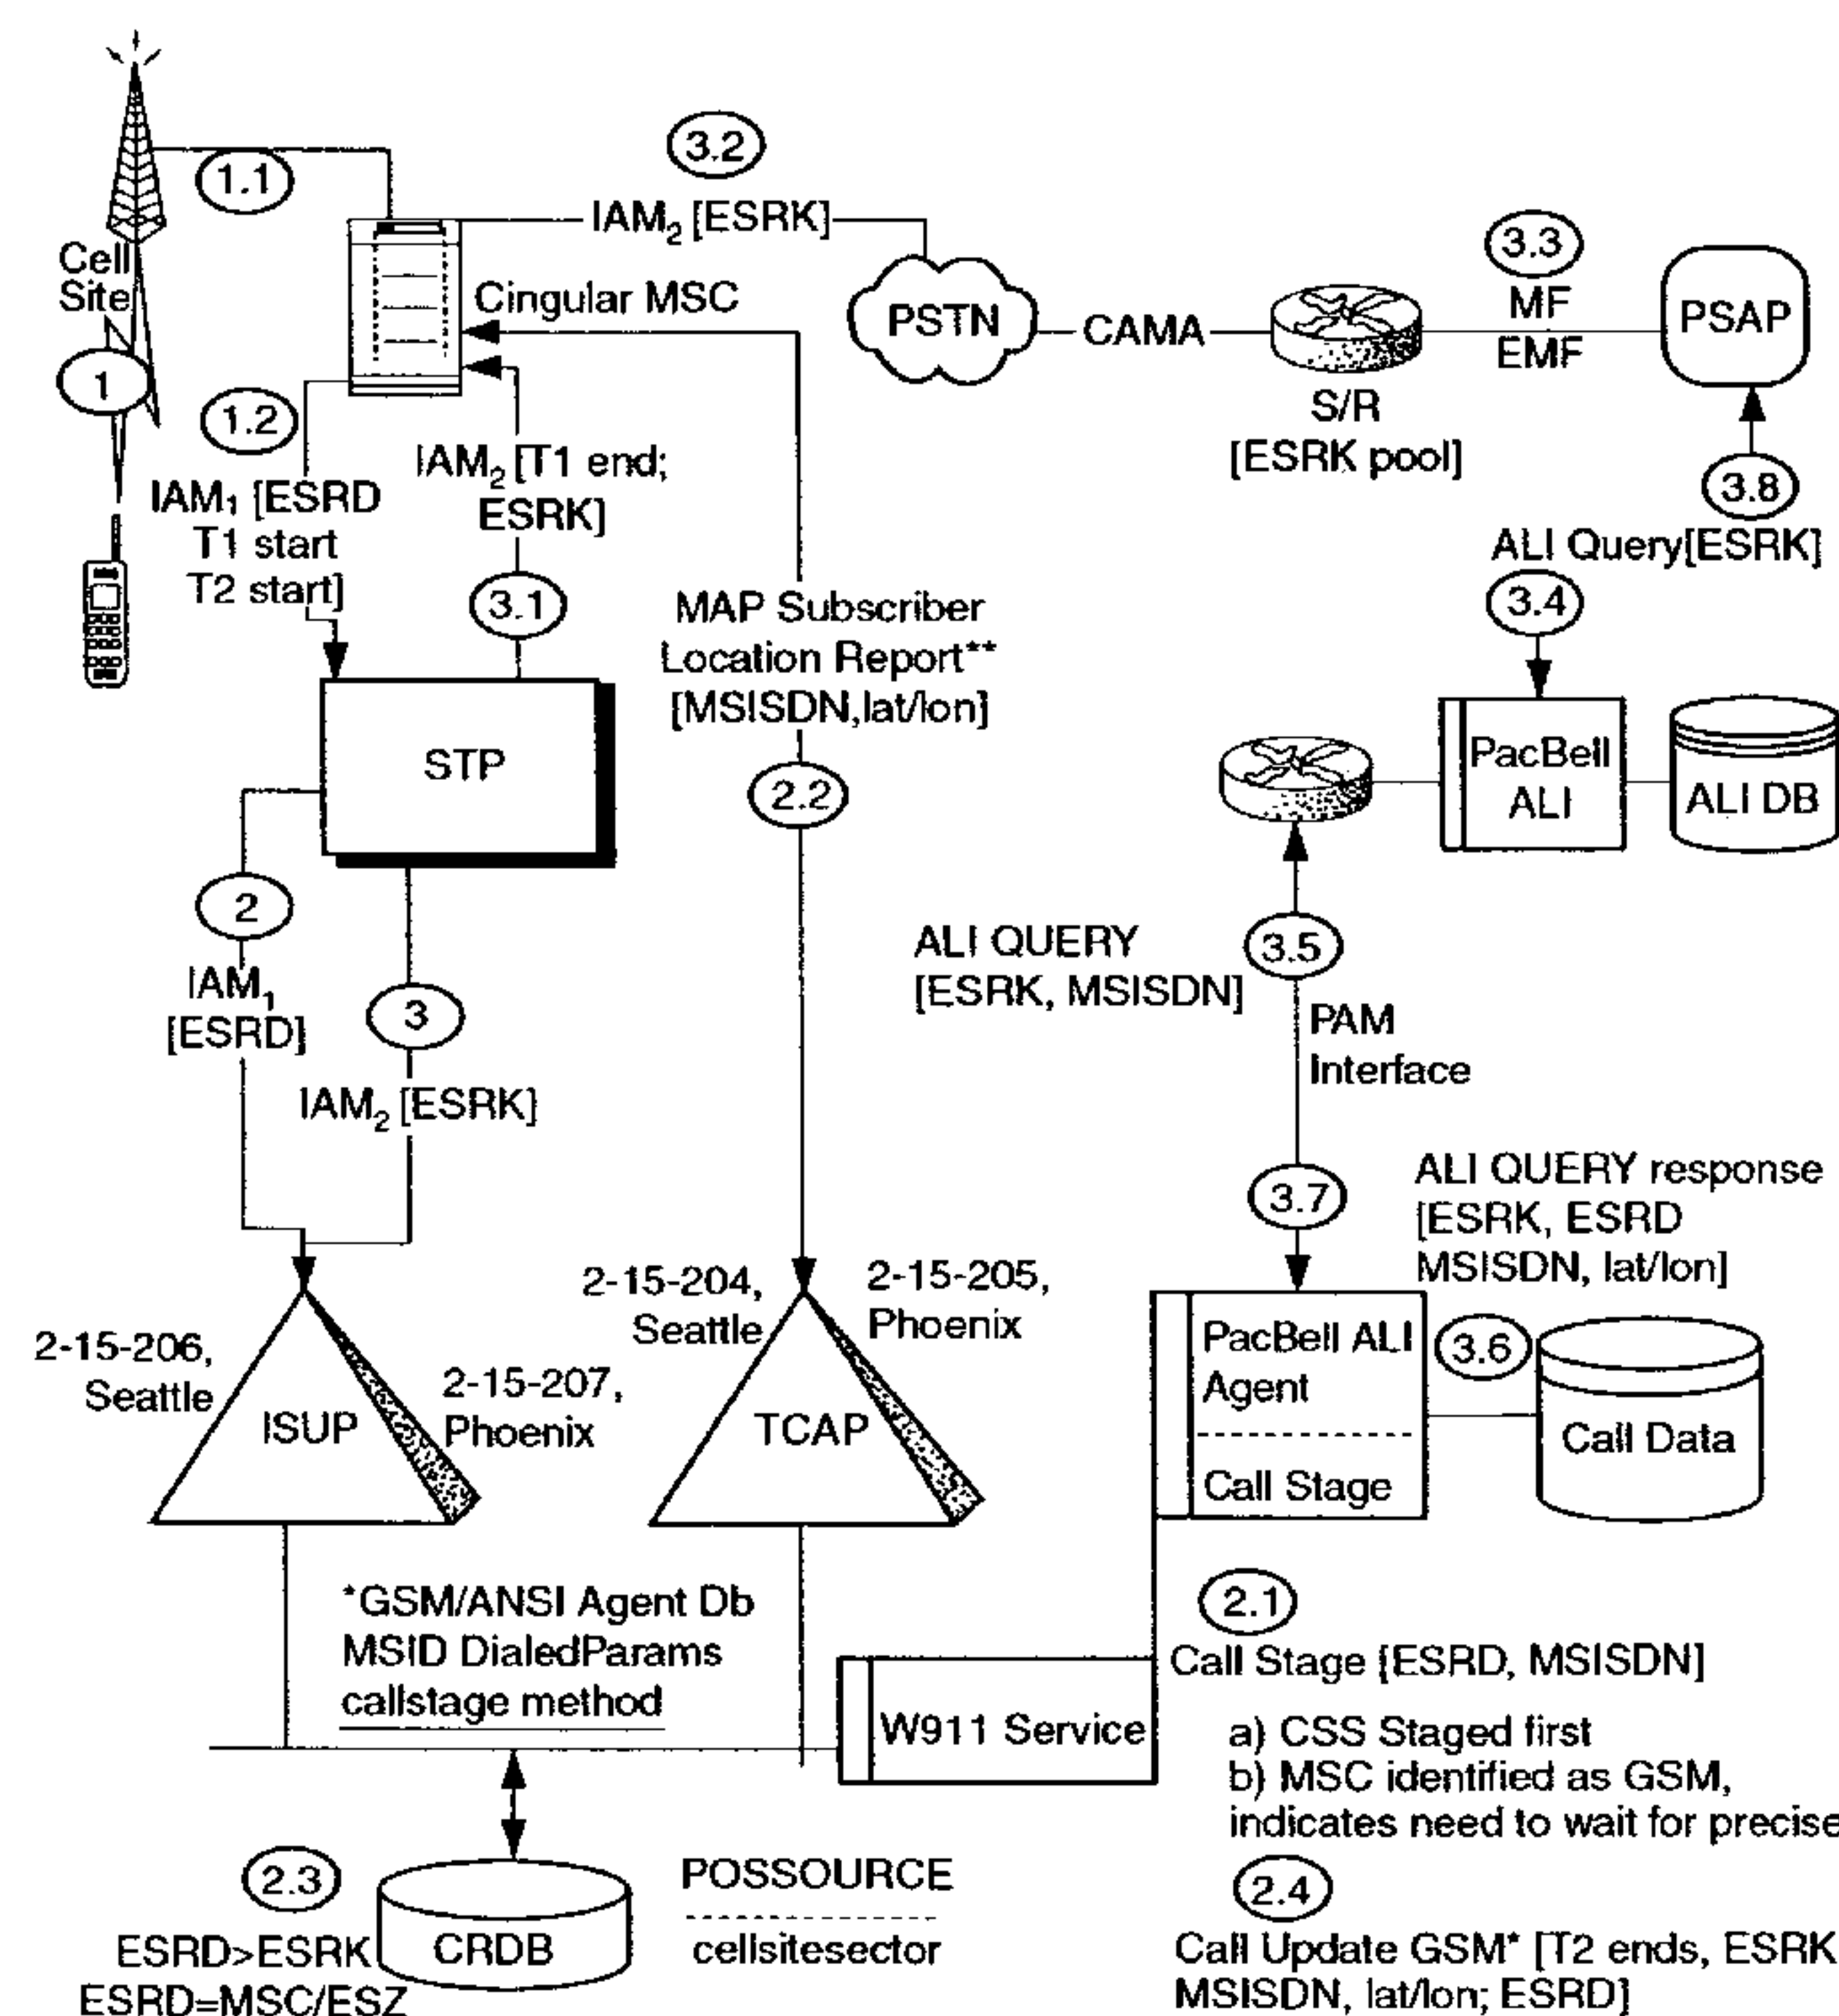 3.2
1.1
IAM₂ [ESRK]
Cell
Site
3.3
MF
EMF
PSAP
Cingular MSC
PSTN
CAMA
1
1.2
S/R
[ESRK pool]
IAM₁ [ESRD
T1 start
T2 start]
IAM₂ [T1 end;
ESRK]
3.8
ALI Query[ESRK]
3.1
3.4
MAP Subscriber
Location Report**
[MSISDN,lat/lon]
STP
2.2
PacBell
ALI
ALI DB
2
ALI QUERY
[ESRK, MSISDN]
3.5
IAM₁
[ESRD]
3
PAM
Interface
IAM₂ [ESRK]
3.7
ALI QUERY response
[ESRK, ESRD
MSISDN, lat/lon]
2-15-206,
Seattle
2-15-207,
Phoenix
ISUP
2-15-204,
Seattle
2-15-205,
Phoenix
TCAP
PacBell ALI
Agent
Call Stage
3.6
Call Data
*GSM/ANSI Agent Db
MSID DialedParams
callstage method
W911 Service
2.1
Call Stage [ESRD, MSISDN]
a) CSS Staged first
b) MSC identified as GSM,
indicates need to wait for precise
2.3
ESRD>ESRK
ESRD=MSC/ESZ
CRDB
POSSOURCE
cellsitesector
2.4
Call Update GSM* [T2 ends, ESRK
MSISDN, lat/lon; ESRD]